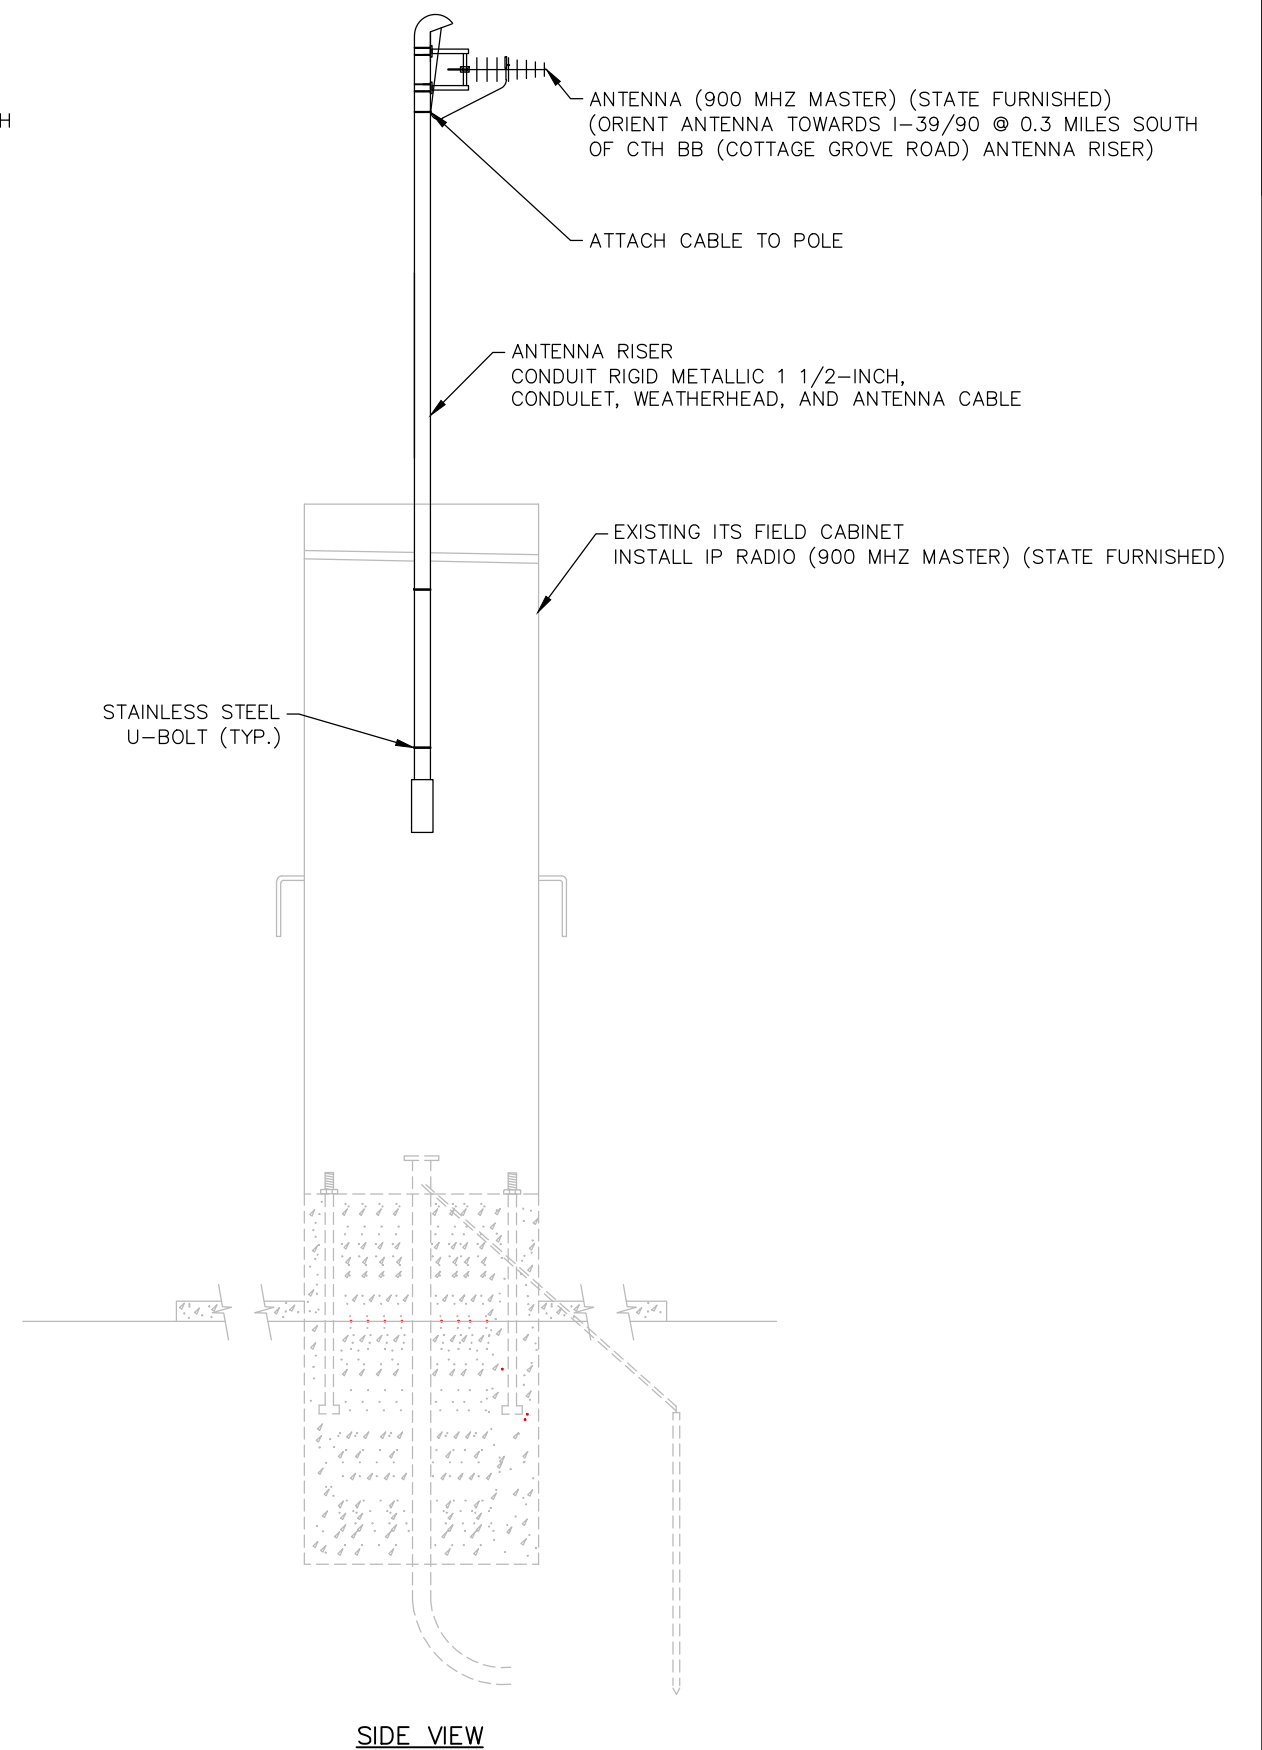 H
ANTENNA (900 MHZ MASTER) (STATE FURNISHED)
(ORIENT ANTENNA TOWARDS I-39/90 @ 0.3 MILES SOUTH
OF CTH BB (COTTAGE GROVE ROAD) ANTENNA RISER)
ATTACH CABLE TO POLE
ANTENNA RISER
CONDUIT RIGID METALLIC 1 1/2-INCH,
CONDULET, WEATHERHEAD, AND ANTENNA CABLE
EXISTING ITS FIELD CABINET
INSTALL IP RADIO (900 MHZ MASTER) (STATE FURNISHED)
STAINLESS STEEL
U-BOLT (TYP.)
SIDE VIEW